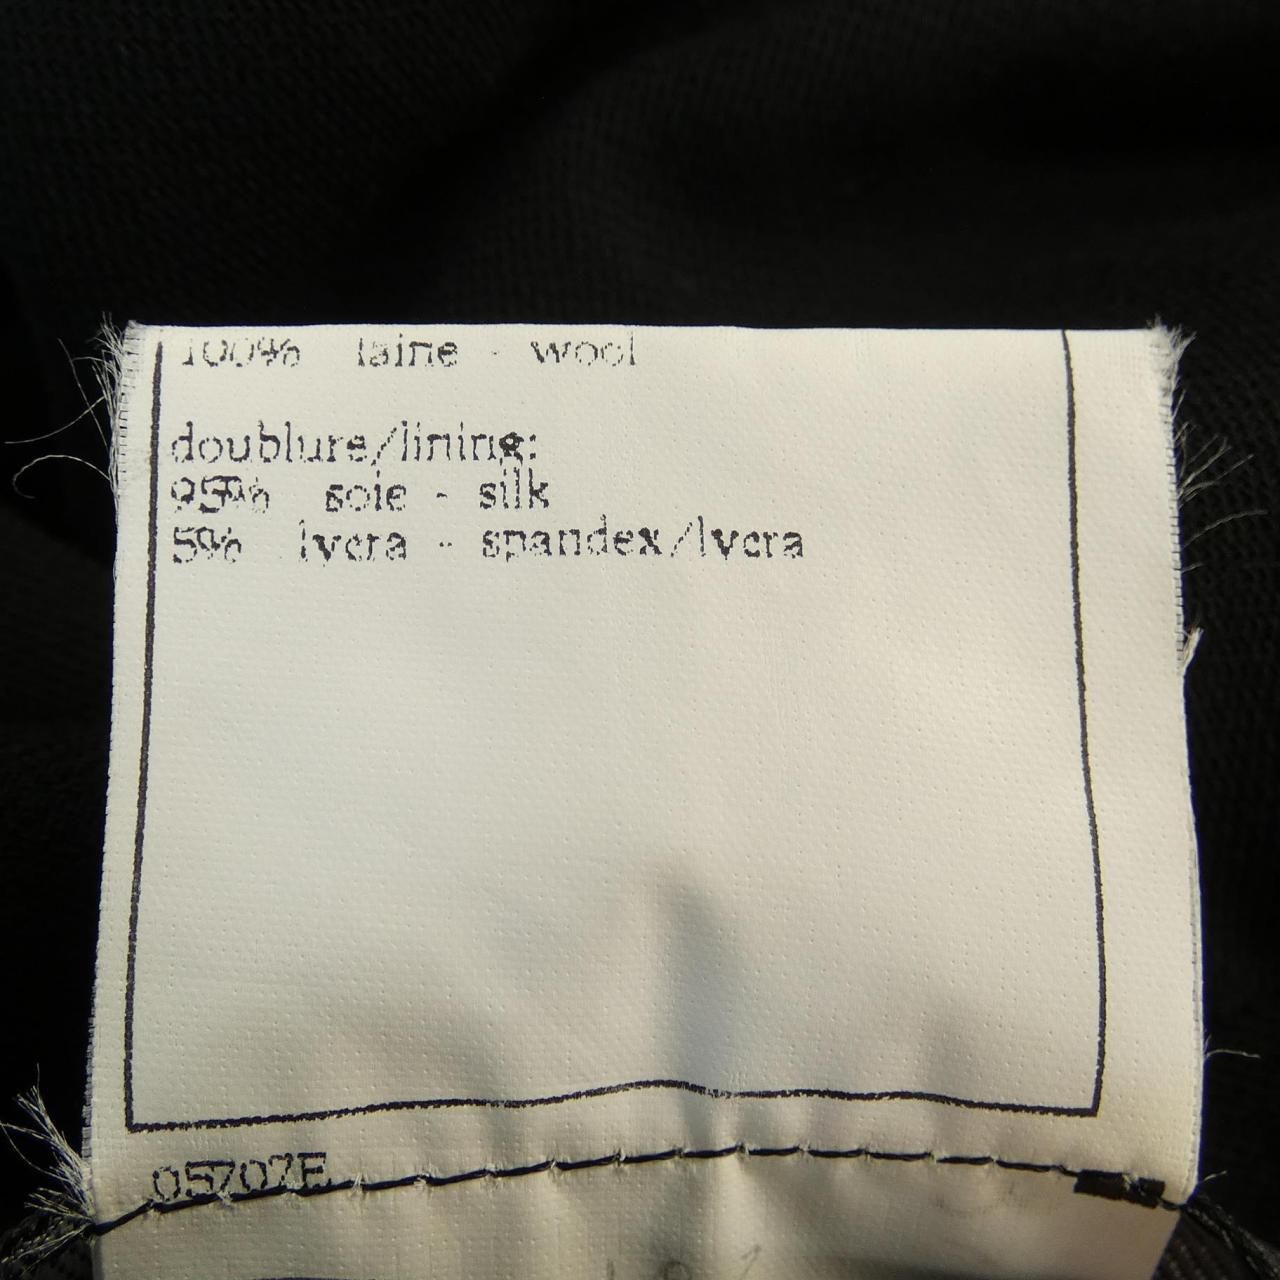 100% laine - wool
doublure/lining:
95% soie - silk
5% lycra - spandex/lycra
05707E